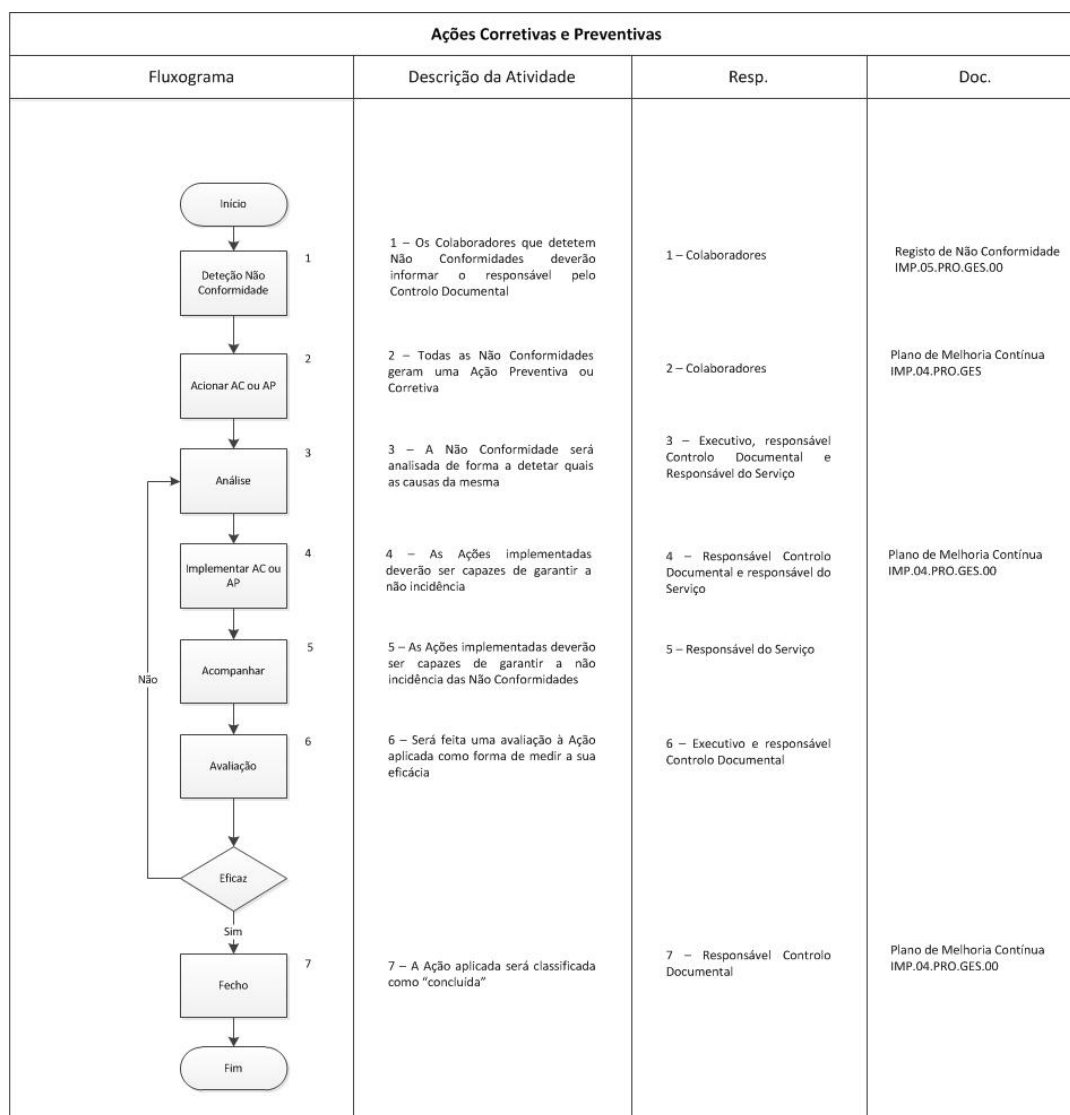 Ações Corretivas e Preventivas
Fluxograma
Descrição da Atividade
Resp.
Doc.
Início
Deteção Não
Conformidade
1
1 – Os Colaboradores que detetem
Não Conformidades deverão
informar o responsável pelo
Controlo Documental
1 – Colaboradores
Registo de Não Conformidade
IMP.05.PRO.GES.00
Acionar AC ou AP
2
2 – Todas as Não Conformidades
geram uma Ação Preventiva ou
Corretiva
2 – Colaboradores
Plano de Melhoria Contínua
IMP.04.PRO.GES
Análise
3
3 – A Não Conformidade será
analisada de forma a detetar quais
as causas da mesma
3 – Executivo, responsável
Controlo Documental e
Responsável do Serviço
Implementar AC ou
AP
4
4 – As Ações implementadas
deverão ser capazes de garantir a
não incidência
4 – Responsável Controlo
Documental e responsável do
Serviço
Plano de Melhoria Contínua
IMP.04.PRO.GES.00
Acompanhar
5
5 – As Ações implementadas deverão
ser capazes de garantir a não
incidência das Não Conformidades
5 – Responsável do Serviço
Não
Avaliação
6
6 – Será feita uma avaliação à Ação
aplicada como forma de medir a sua
eficácia
6 – Executivo e responsável
Controlo Documental
Eficaz
Sim
Fecho
7
7 – A Ação aplicada será classificada
como “concluída”
7 – Responsável Controlo
Documental
Plano de Melhoria Contínua
IMP.04.PRO.GES.00
Fim